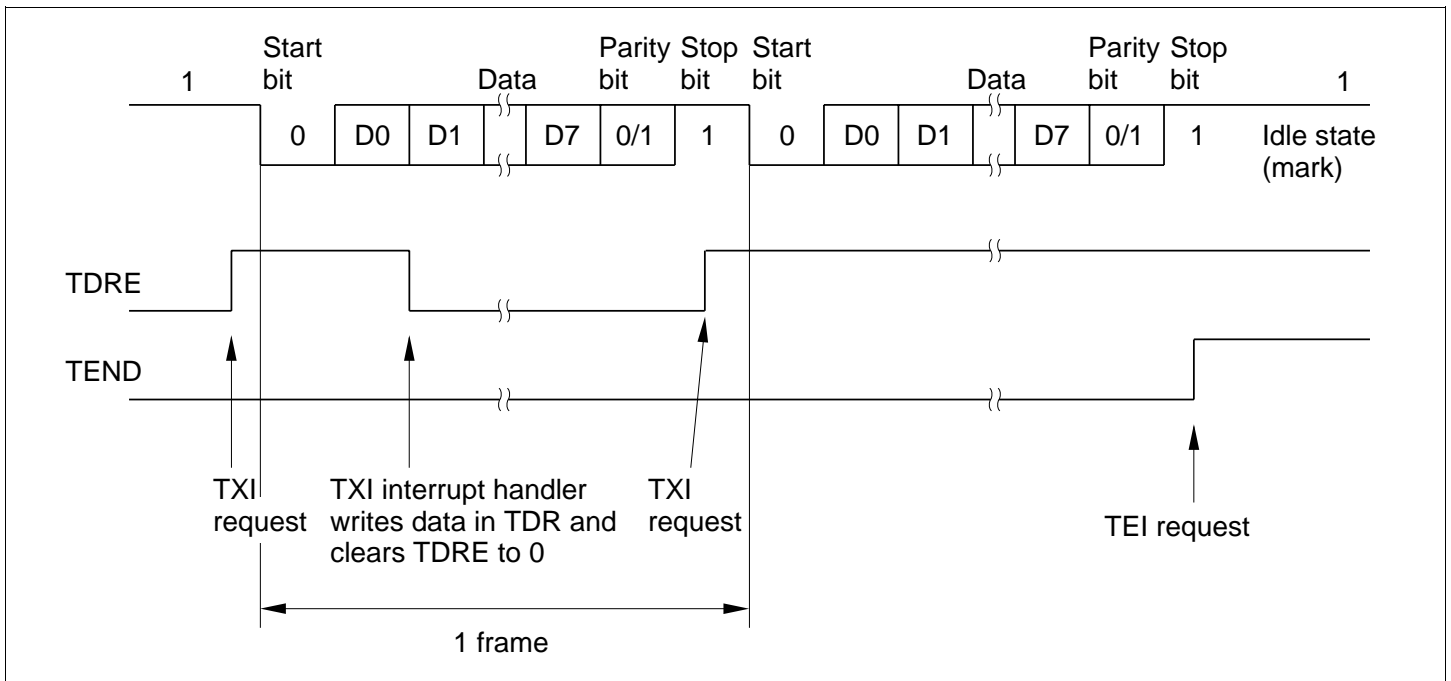 Start Parity Stop Start Parity Stop
1 bit Data bit bit bit Data bit bit 1
0 D0 D1 D7 0/1 1 0 D0 D1 D7 0/1 1 Idle state
(mark)
TDRE
TEND
TXI TXI interrupt handler TXI
request writes data in TDR and request TEI request
clears TDRE to 0
1 frame